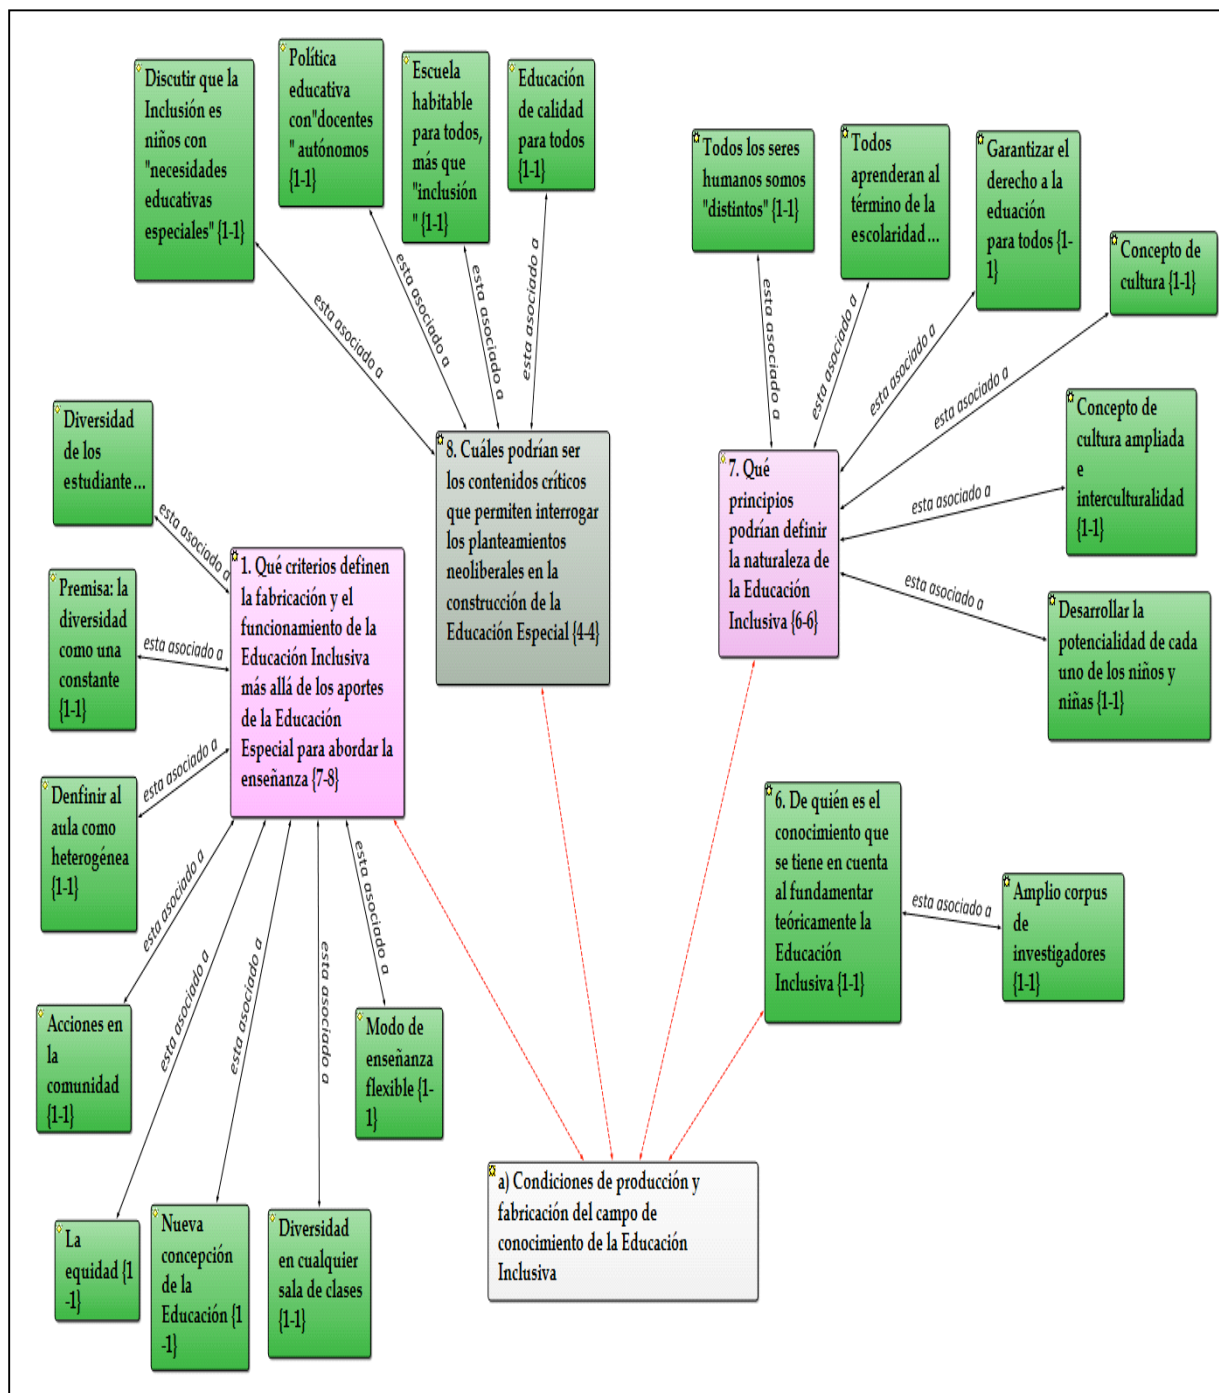 Discutir que la
Inclusión es
niños con
"necesidades
educativas
especiales" {1-1}
Política
educativa
con"docentes
" autónomos
{1-1}
Escuela
habitable
para todos,
más que
"inclusión
" {1-1}
Educación
de calidad
para todos
{1-1}
Todos los seres
humanos somos
"distintos" {1-1}
Todos
aprenderan al
término de la
escolaridad...
Garantizar el
derecho a la
eduación
para todos {1-
1}
Concepto de
cultura {1-1}
esta asociado a
esta asociado a
esta asociado a
esta asociado a
esta asociado a
esta asociado a
esta asociado a
esta asociado a
Diversidad
de los
estudiante...
esta asociado a
8. Cuáles podrían ser
los contenidos críticos
que permiten interrogar
los planteamientos
neoliberales en la
construcción de la
Educación Especial {4-4}
7. Qué
principios
podrían definir
la naturaleza de
la Educación
Inclusiva {6-6}
esta asociado a
Concepto de
cultura ampliada
e
interculturalidad
{1-1}
esta asociado a
Desarrollar la
potencialidad de cada
uno de los niños y
niñas {1-1}
Premisa: la
diversidad
como una
constante
{1-1}
esta asociado a
1. Qué criterios definen
la fabricación y el
funcionamiento de la
Educación Inclusiva
más allá de los aportes
de la Educación
Especial para abordar la
enseñanza {7-8}
Denfinir al
aula como
heterogénea
{1-1}
esta asociado a
6. De quién es el
conocimiento que
se tiene en cuenta
al fundamentar
teóricamente la
Educación
Inclusiva {1-1}
esta asociado a
Amplio corpus
de
investigadores
{1-1}
esta asociado a
esta asociado a
esta asociado a
esta asociado a
esta asociado a
Acciones en
la
comunidad
{1-1}
Modo de
enseñanza
flexible {1-
1}
La
equidad {1
-1}
Nueva
concepción
de la
Educación {1
-1}
Diversidad
en cualquier
sala de clases
{1-1}
a) Condiciones de producción y
fabricación del campo de
conocimiento de la Educación
Inclusiva